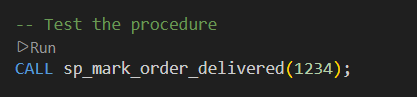 -- Test the procedure
▷Run
CALL sp_mark_order_delivered(1234);